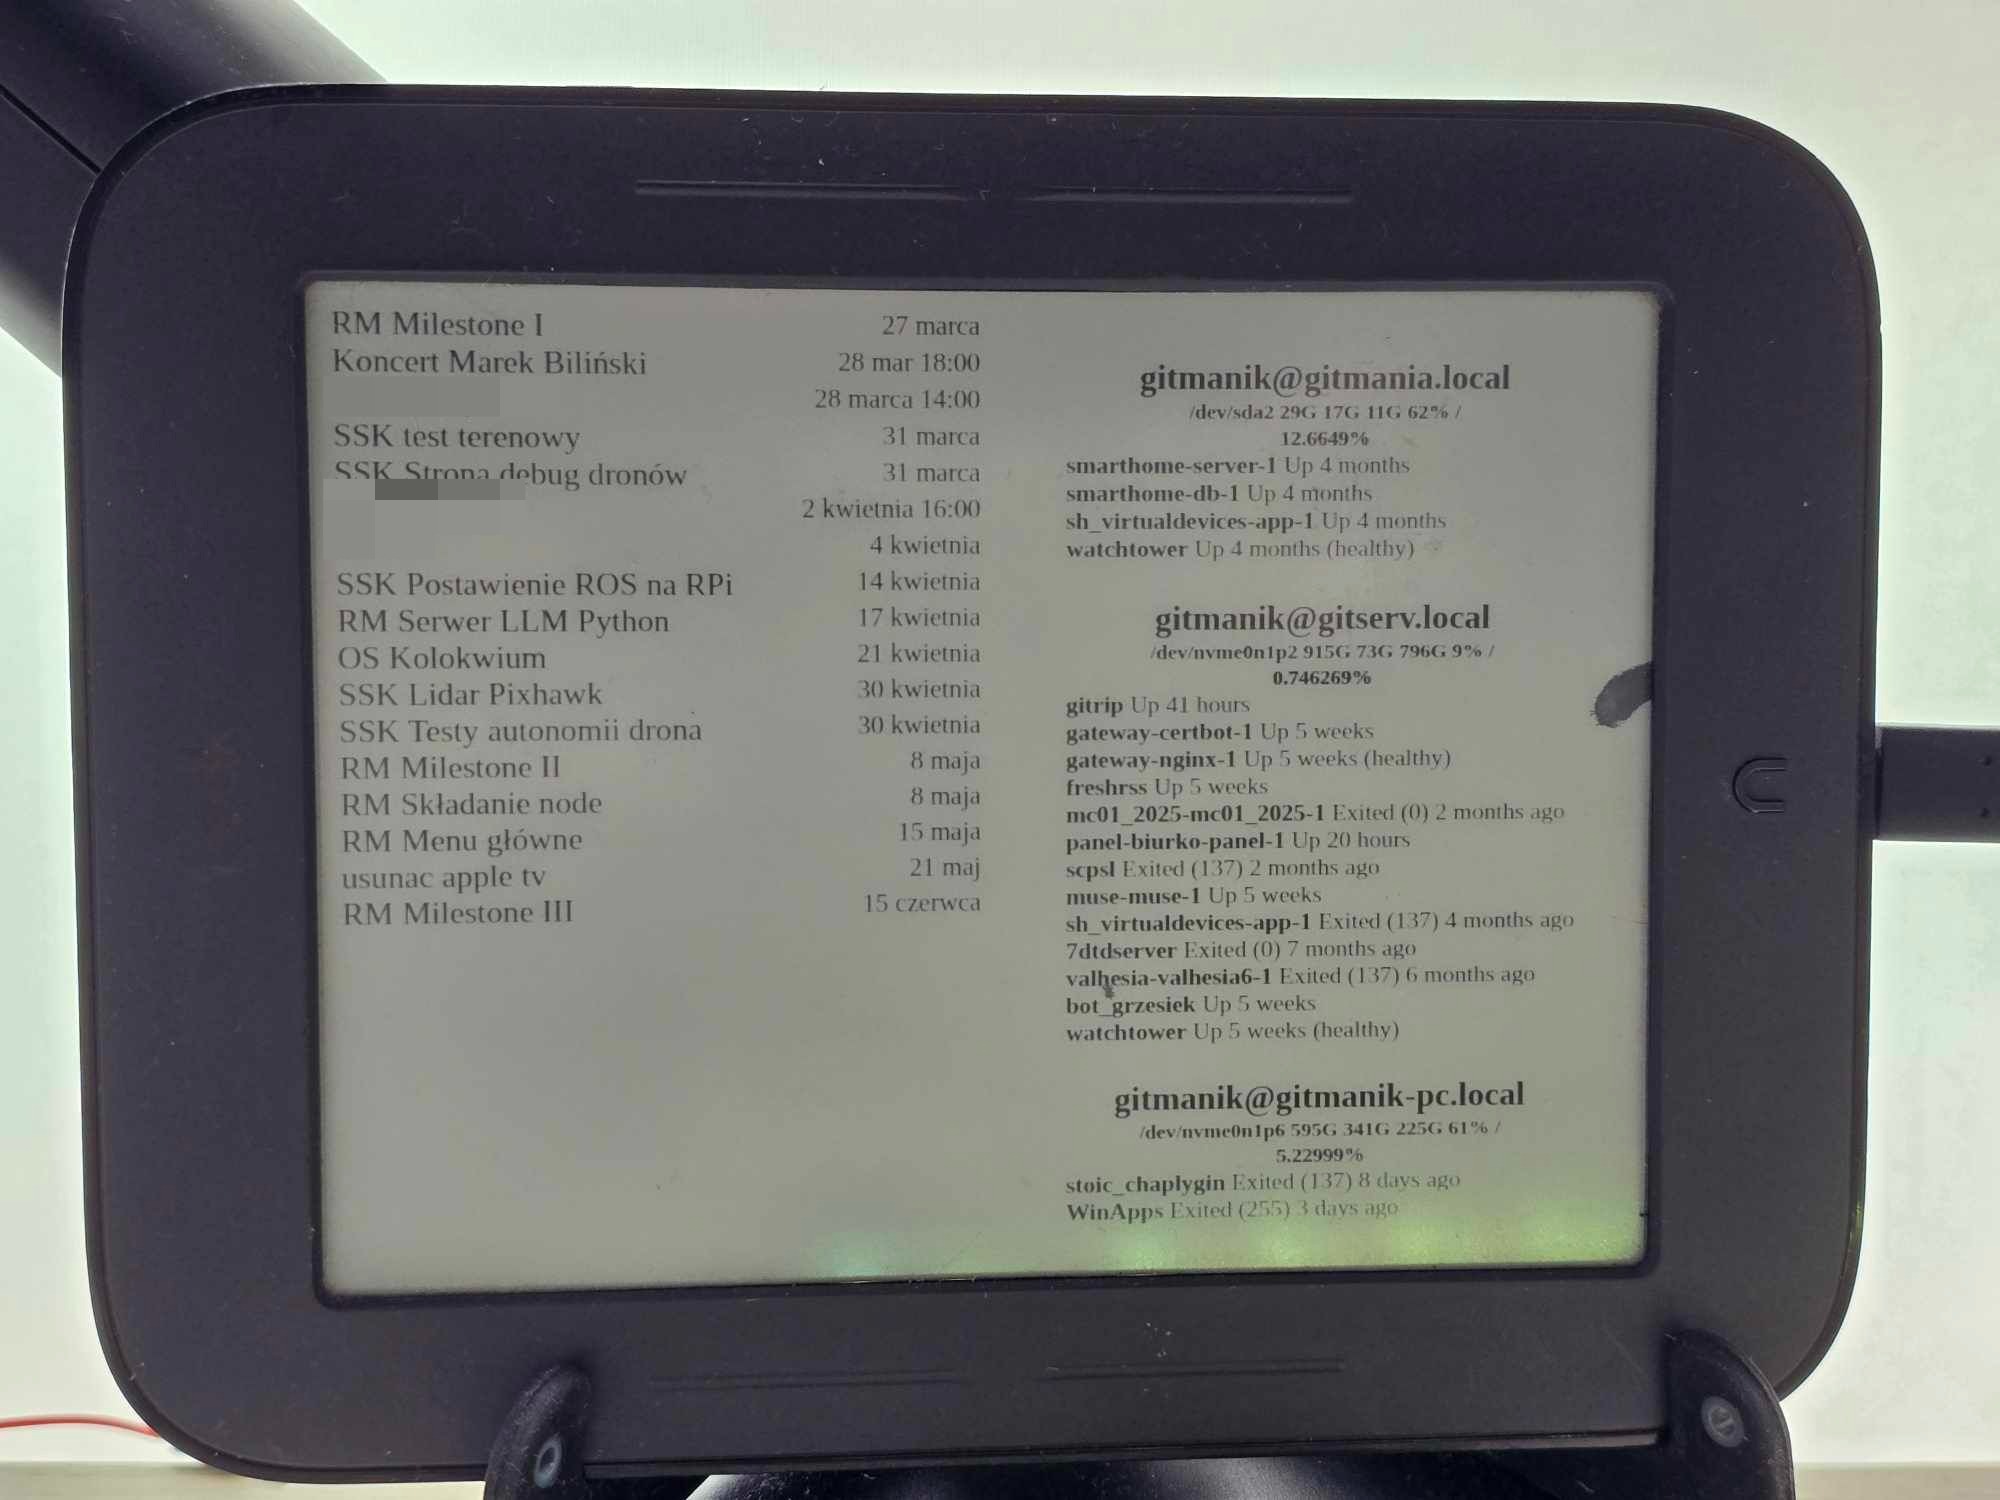 RM Milestone I 27 marca
Koncert Marek Biliński 28 mar 18:00
28 marca 14:00
SSK test terenowy 31 marca
SSK Strona debug dronów 31 marca
2 kwietnia 16:00
4 kwietnia
SSK Postawienie ROS na RPi 14 kwietnia
RM Serwer LLM Python 17 kwietnia
OS Kolokwium 21 kwietnia
SSK Lidar Pixhawk 30 kwietnia
SSK Testy autonomii drona 30 kwietnia
RM Milestone II 8 maja
RM Składanie node 8 maja
RM Menu główne 15 maja
usunac apple tv 21 maj
RM Milestone III 15 czerwca
gitmanik@gitmania.local
/dev/sda2 29G 17G 11G 62% /
12.6649%
smarthome-server-1 Up 4 months
smarthome-db-1 Up 4 months
sh_virtualdevices-app-1 Up 4 months
watchtower Up 4 months (healthy)
gitmanik@gitserv.local
/dev/nvme0n1p2 915G 73G 796G 9% /
0.746269%
gitrip Up 41 hours
gateway-certbot-1 Up 5 weeks
gateway-nginx-1 Up 5 weeks (healthy)
freshrss Up 5 weeks
mc01_2025-mc01_2025-1 Exited (0) 2 months ago
panel-biurko-panel-1 Up 20 hours
scpsl Exited (137) 2 months ago
muse-muse-1 Up 5 weeks
sh_virtualdevices-app-1 Exited (137) 4 months ago
7dtdserver Exited (0) 7 months ago
valhesia-valhesia6-1 Exited (137) 6 months ago
bot_grzesiek Up 5 weeks
watchtower Up 5 weeks (healthy)
gitmanik@gitmanik-pc.local
/dev/nvme0n1p6 595G 341G 225G 61% /
5.22999%
stoic_chaplygin Exited (137) 8 days ago
WinApps Exited (255) 3 days ago